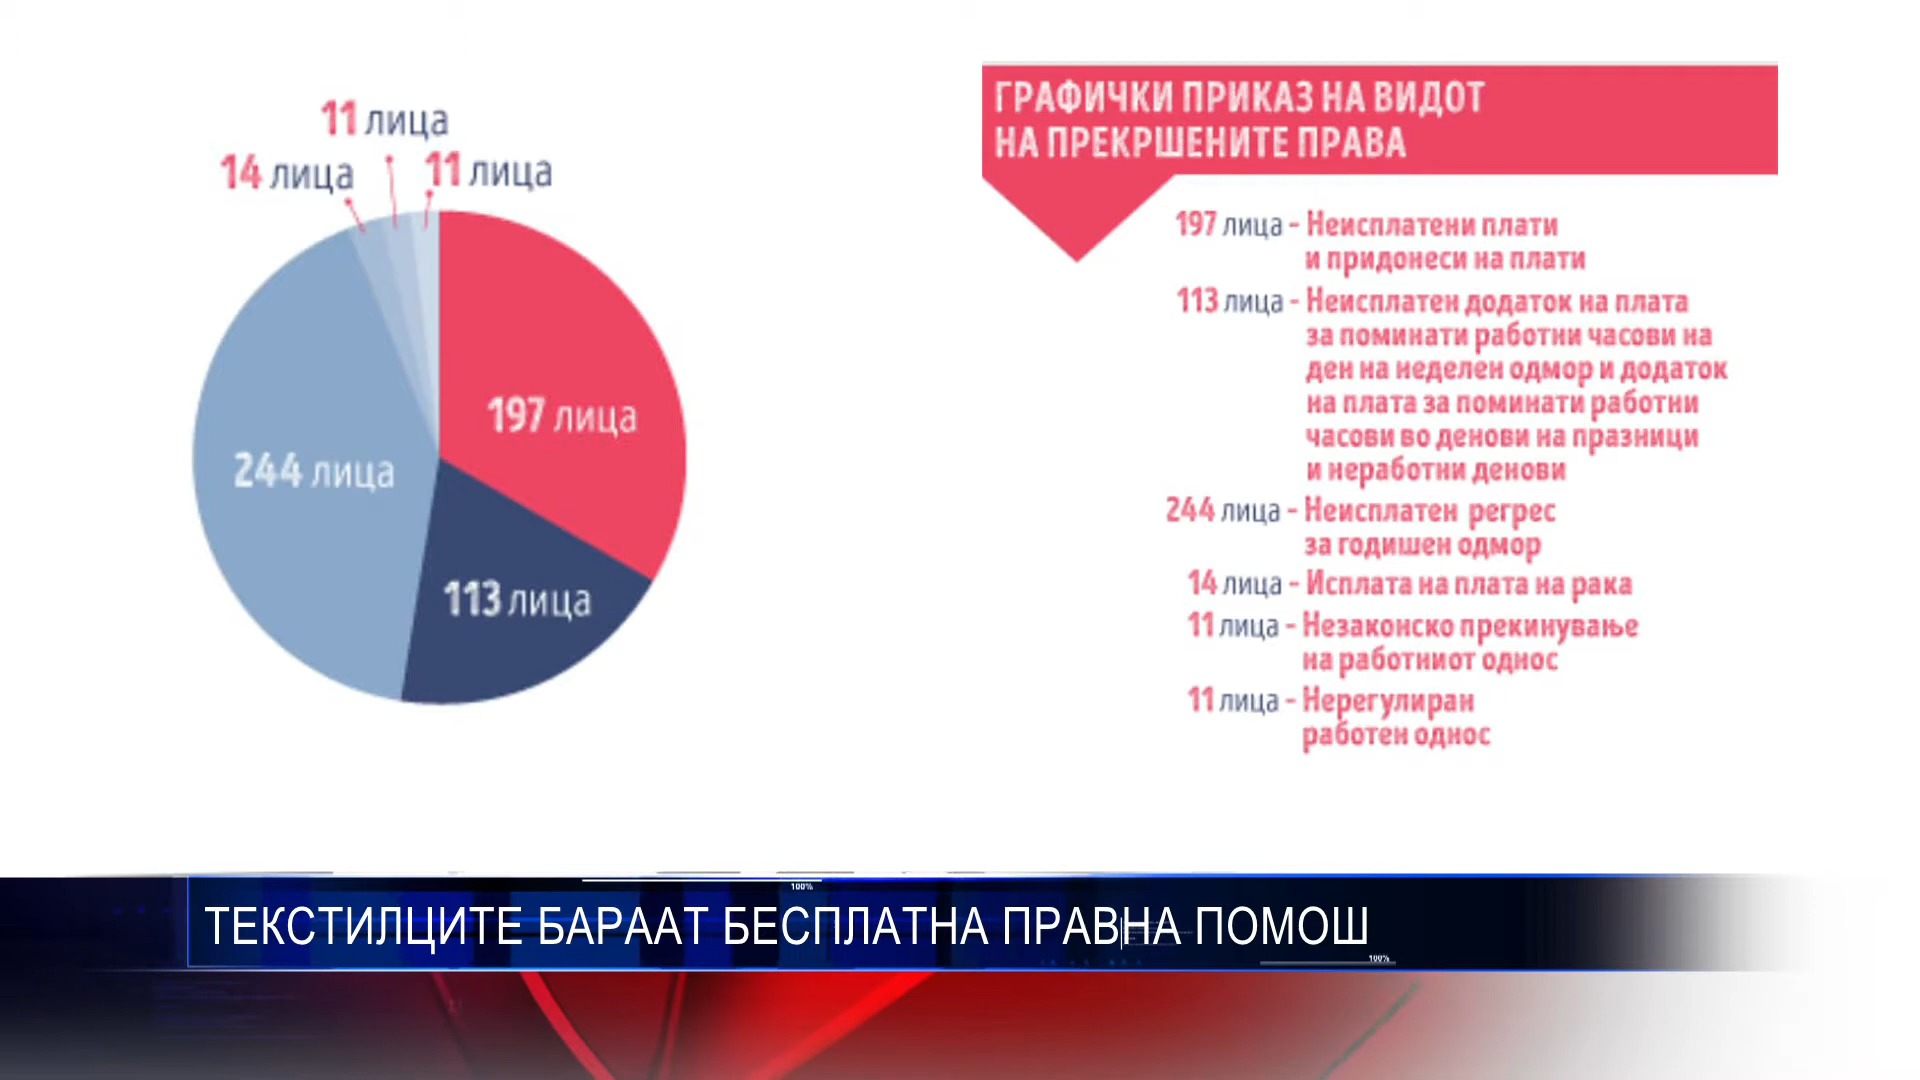 11 лица
14 лица
11 лица
197 лица
244 лица
113 лица
ГРАФИЧКИ ПРИКАЗ НА ВИДОТ
НА ПРЕКРШЕНИТЕ ПРАВА
197 лица - Неисплатени плати
и придонеси на плати
113 лица - Неисплатен додаток на плата
за поминати работни часови на
ден на неделен одмор и додаток
на плата за поминати работни
часови во денови на празници
и неработни денови
244 лица - Неисплатен регрес
за годишен одмор
14 лица - Исплата на плата на рака
11 лица - Незаконско прекинување
на работниот однос
11 лица - Нерегулиран
работен однос
100%
ТЕКСТИЛЦИТЕ БАРААТ БЕСПЛАТНА ПРАВНА ПОМОШ
100%